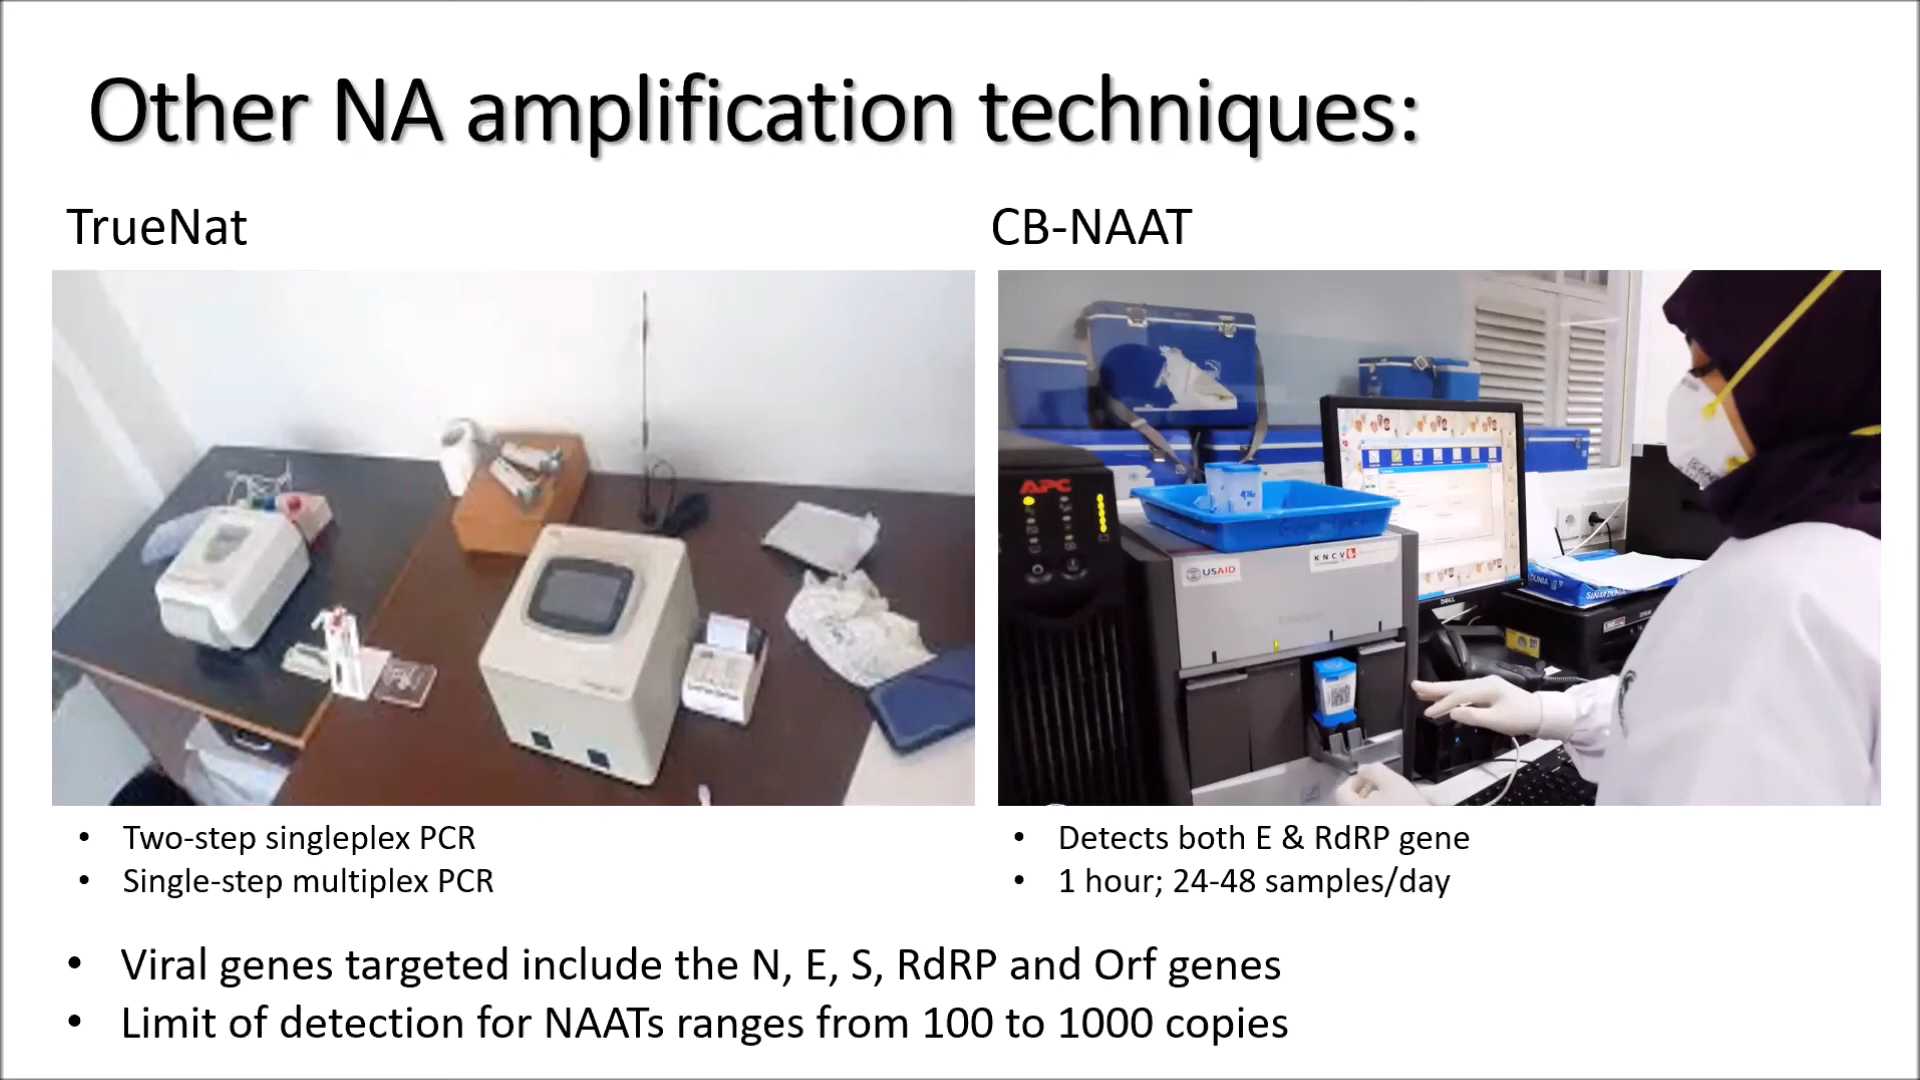 Other NA amplification techniques:
TrueNat
CB-NAAT
APC
USAID
KNCV
DELL
• Two-step singleplex PCR
• Single-step multiplex PCR
• Detects both E & RdRP gene
• 1 hour; 24-48 samples/day
• Viral genes targeted include the N, E, S, RdRP and Orf genes
• Limit of detection for NAATs ranges from 100 to 1000 copies